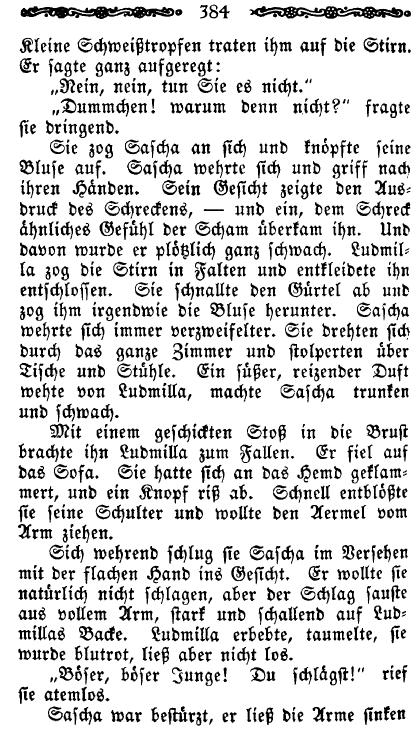 384
Kleine Schweißtropfen traten ihm auf die Stirn.
Er sagte ganz aufgeregt:
„Nein, nein, tun Sie es nicht.“
„Dummchen! warum denn nicht?“ fragte
sie dringend.
Sie zog Sascha an sich und knöpfte seine
Bluse auf. Sascha wehrte sich und griff nach
ihren Händen. Sein Gesicht zeigte den Aus-
druck des Schreckens, — und ein, dem Schreck
ähnliches Gefühl der Scham überkam ihn. Und
davon wurde er plötzlich ganz schwach. Ludmil-
la zog die Stirn in Falten und entkleidete ihn
entschlossen. Sie schnallte den Gürtel ab und
zog ihm irgendwie die Bluse herunter. Sascha
wehrte sich immer verzweifelter. Sie drehten sich
durch das ganze Zimmer und stolperten über
Tische und Stühle. Ein süßer, reizender Duft
wehte von Ludmilla, machte Sascha trunken
und schwach.
Mit einem geschickten Stoß in die Brust
brachte ihn Ludmilla zum Fallen. Er fiel auf
das Sofa. Sie hatte sich an das Hemd geklam-
mert, und ein Knopf riß ab. Schnell entblößte
sie seine Schulter und wollte den Aermel vom
Arm ziehen.
Sich wehrend schlug sie Sascha im Versehen
mit der flachen Hand ins Gesicht. Er wollte sie
natürlich nicht schlagen, aber der Schlag sauste
aus vollem Arm, stark und schallend auf Lud-
millas Backe. Ludmilla erbebte, taumelte, sie
wurde blutrot, ließ aber nicht los.
„Böser, böser Junge! Du schlägst!“ rief
sie atemlos.
Sascha war bestürzt, er ließ die Arme sinken